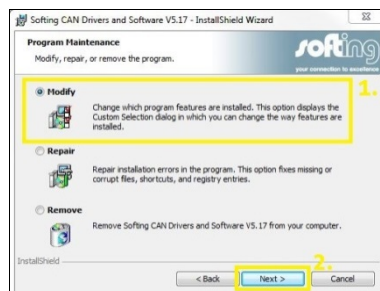 Softing CAN Drivers and Software V5.17 - InstallShield Wizard
Program Maintenance
Modify, repair, or remove the program.
softing
your connection to excellence
1.
Modify
Change which program features are installed. This option displays the
Custom Selection dialog in which you can change the way features are
installed.
Repair
Repair installation errors in the program. This option fixes missing or
corrupt files, shortcuts, and registry entries.
Remove
Remove Softing CAN Drivers and Software V5.17 from your computer.
InstallShield
2.
< Back
Next >
Cancel